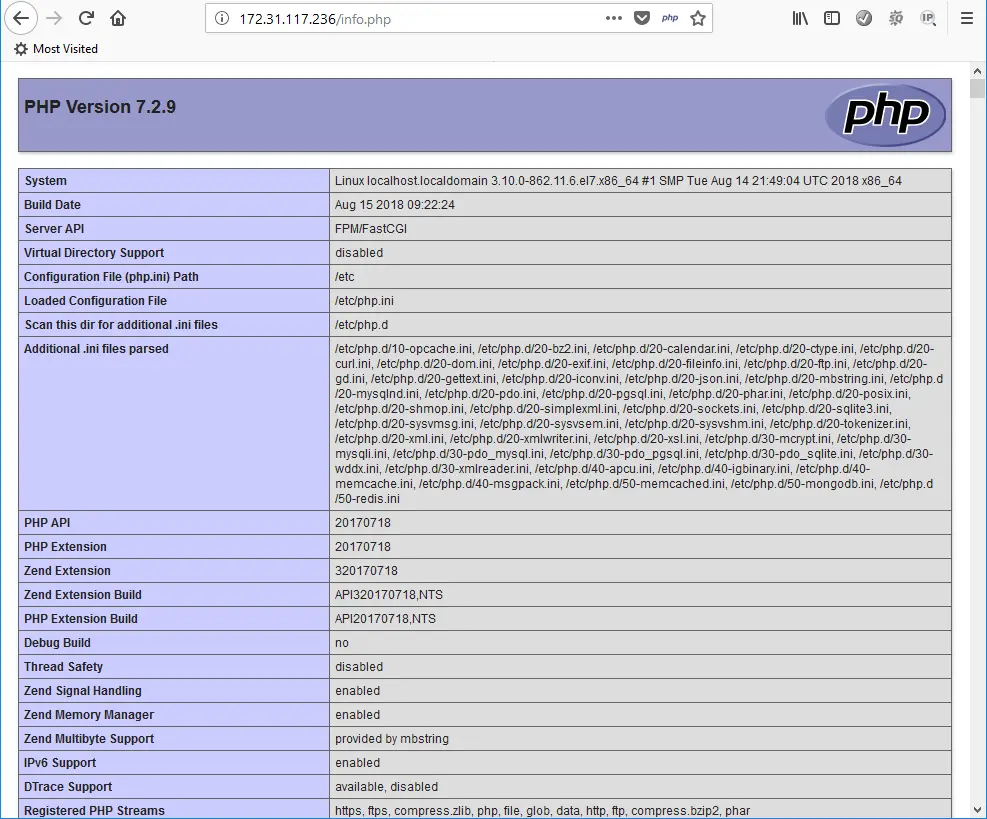 172.31.117.236/info.php
php
IP
Most Visited
PHP Version 7.2.9
php
System Linux localhost.localdomain 3.10.0-862.11.6.el7.x86_64 #1 SMP Tue Aug 14 21:49:04 UTC 2018 x86_64
Build Date Aug 15 2018 09:22:24
Server API FPM/FastCGI
Virtual Directory Support disabled
Configuration File (php.ini) Path /etc
Loaded Configuration File /etc/php.ini
Scan this dir for additional .ini files /etc/php.d
Additional .ini files parsed /etc/php.d/10-opcache.ini, /etc/php.d/20-bz2.ini, /etc/php.d/20-calendar.ini, /etc/php.d/20-ctype.ini, /etc/php.d/20-
curl.ini, /etc/php.d/20-dom.ini, /etc/php.d/20-exif.ini, /etc/php.d/20-fileinfo.ini, /etc/php.d/20-ftp.ini, /etc/php.d/20-
gd.ini, /etc/php.d/20-gettext.ini, /etc/php.d/20-iconv.ini, /etc/php.d/20-json.ini, /etc/php.d/20-mbstring.ini, /etc/php.d
/20-mysqlnd.ini, /etc/php.d/20-pdo.ini, /etc/php.d/20-pgsql.ini, /etc/php.d/20-phar.ini, /etc/php.d/20-posix.ini,
/etc/php.d/20-shmop.ini, /etc/php.d/20-simplexml.ini, /etc/php.d/20-sockets.ini, /etc/php.d/20-sqlite3.ini,
/etc/php.d/20-sysvmsg.ini, /etc/php.d/20-sysvsem.ini, /etc/php.d/20-sysvshm.ini, /etc/php.d/20-tokenizer.ini,
/etc/php.d/20-xml.ini, /etc/php.d/20-xmlwriter.ini, /etc/php.d/20-xsl.ini, /etc/php.d/30-mcrypt.ini, /etc/php.d/30-
mysqli.ini, /etc/php.d/30-pdo_mysql.ini, /etc/php.d/30-pdo_pgsql.ini, /etc/php.d/30-pdo_sqlite.ini, /etc/php.d/30-
wddx.ini, /etc/php.d/30-xmlreader.ini, /etc/php.d/40-apcu.ini, /etc/php.d/40-igbinary.ini, /etc/php.d/40-
memcache.ini, /etc/php.d/40-msgpack.ini, /etc/php.d/50-memcached.ini, /etc/php.d/50-mongodb.ini, /etc/php.d
/50-redis.ini
PHP API 20170718
PHP Extension 20170718
Zend Extension 320170718
Zend Extension Build API320170718,NTS
PHP Extension Build API20170718,NTS
Debug Build no
Thread Safety disabled
Zend Signal Handling enabled
Zend Memory Manager enabled
Zend Multibyte Support provided by mbstring
IPv6 Support enabled
DTrace Support available, disabled
Registered PHP Streams https, ftps, compress.zlib, php, file, glob, data, http, ftp, compress.bzip2, phar